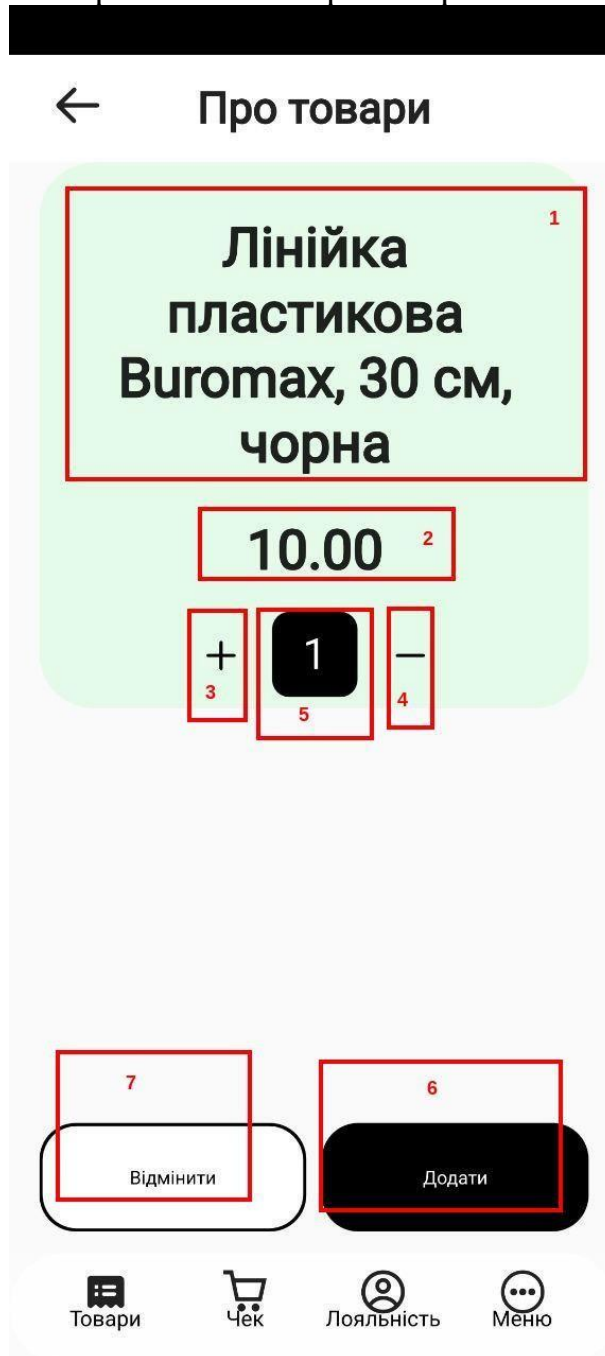 Про товари
1
Лінійка
пластикова
Buromax, 30 см,
чорна
10.00 2
+ 1 −
3 5 4
7 6
Відмінити Додати
Товари Чек Лояльність Меню